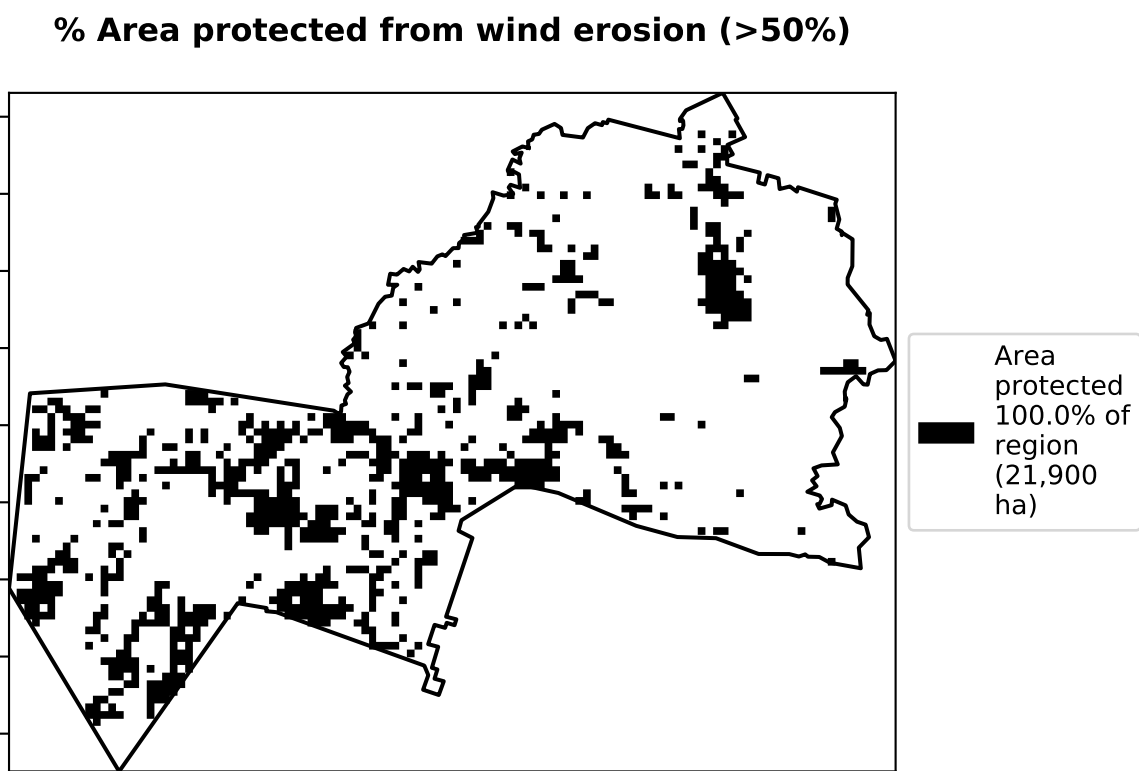 % Area protected from wind erosion (>50%)
Area
protected
100.0% of
region
(21,900
ha)